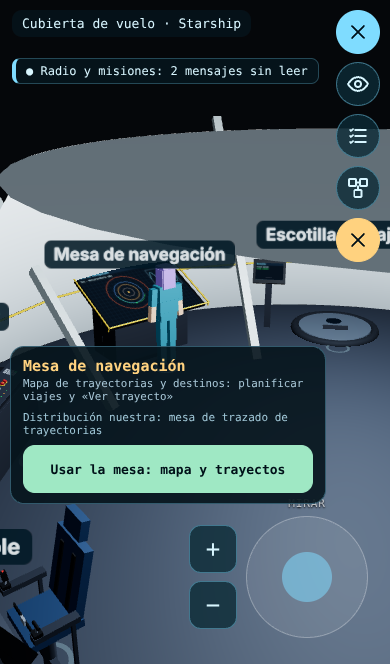 Cubierta de vuelo · Starship
● Radio y misiones: 2 mensajes sin leer
Escotilla
Mesa de navegación
Mesa de navegación
Mapa de trayectorias y destinos: planificar
viajes y «Ver trayecto»
Distribución nuestra: mesa de trazado de
trayectorias
Usar la mesa: mapa y trayectos
MIRAR
+
−